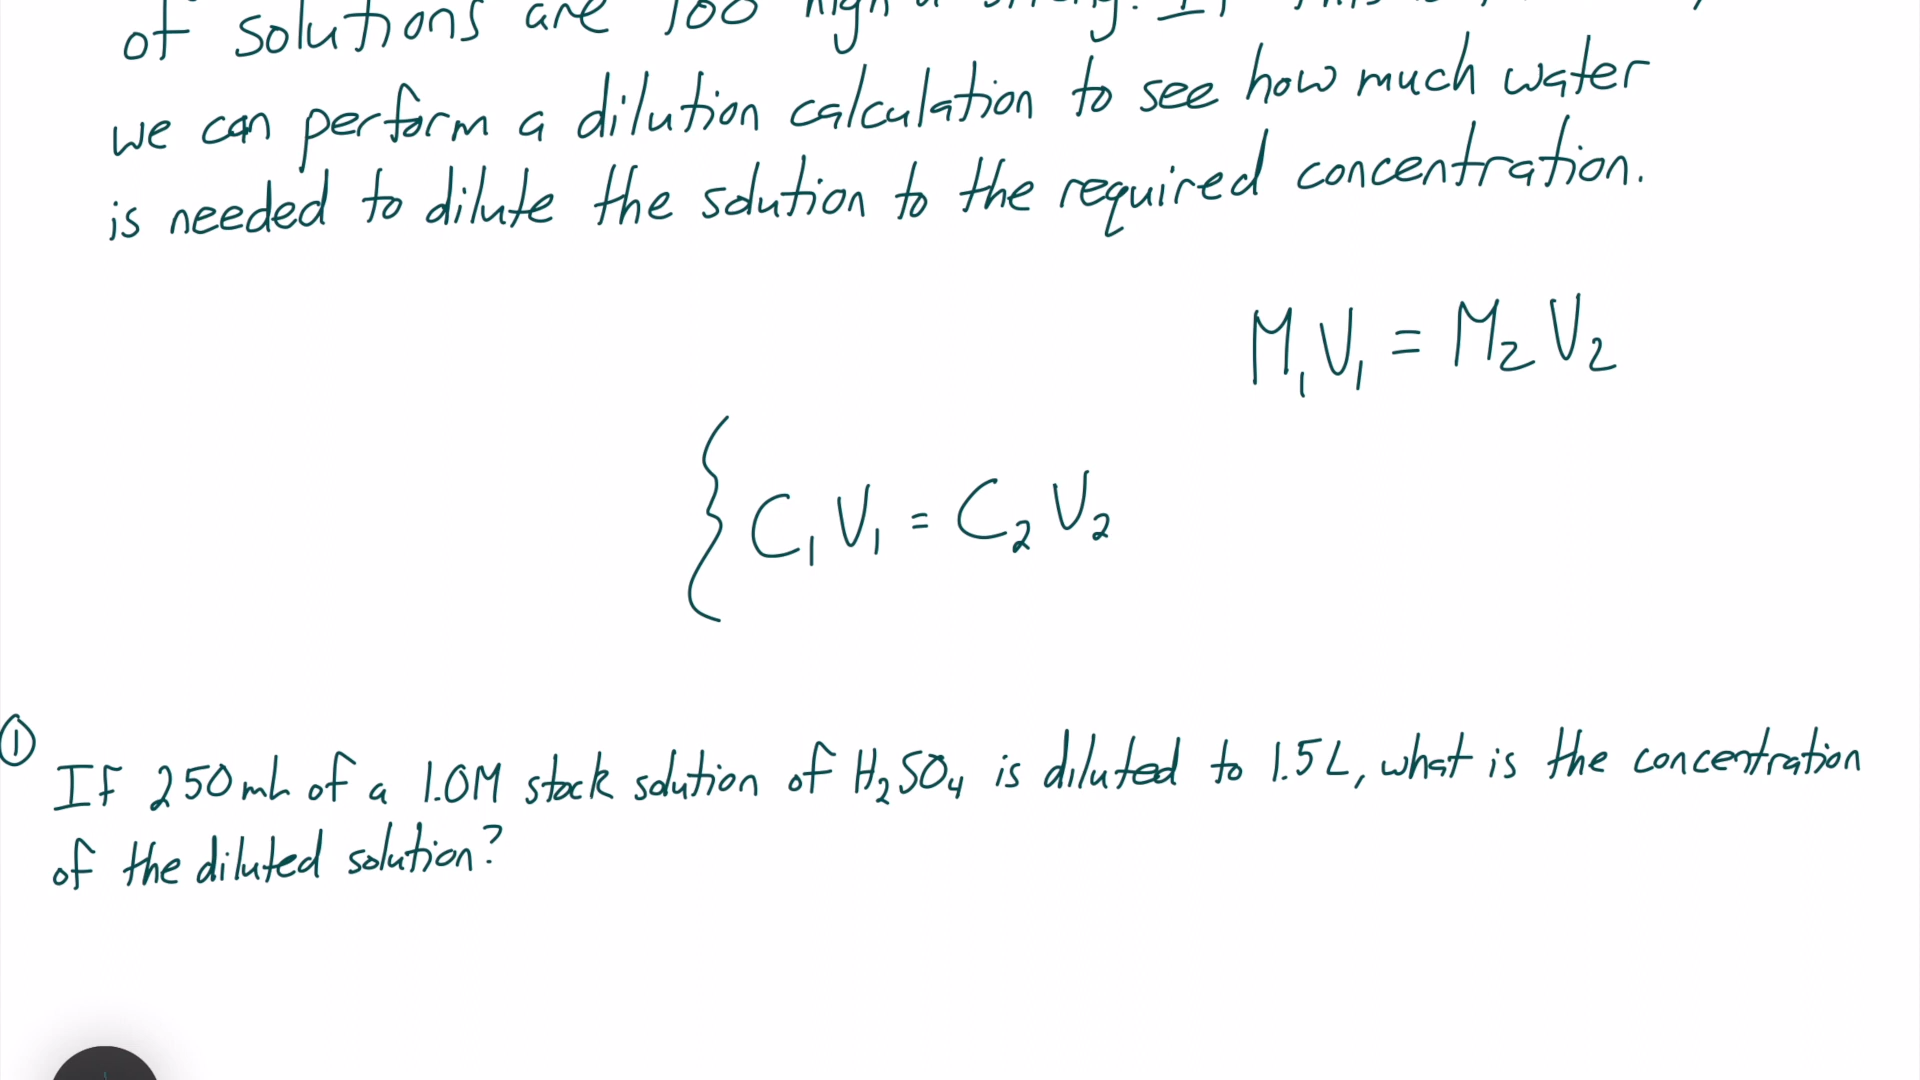 of solutions are too high
we can perform a dilution calculation to see how much water
is needed to dilute the solution to the required concentration.
M₁V₁ = M₂V₂
C₁V₁ = C₂V₂
① If 250mL of a 1.0M stock solution of H₂SO₄ is diluted to 1.5L, what is the concentration
of the diluted solution?